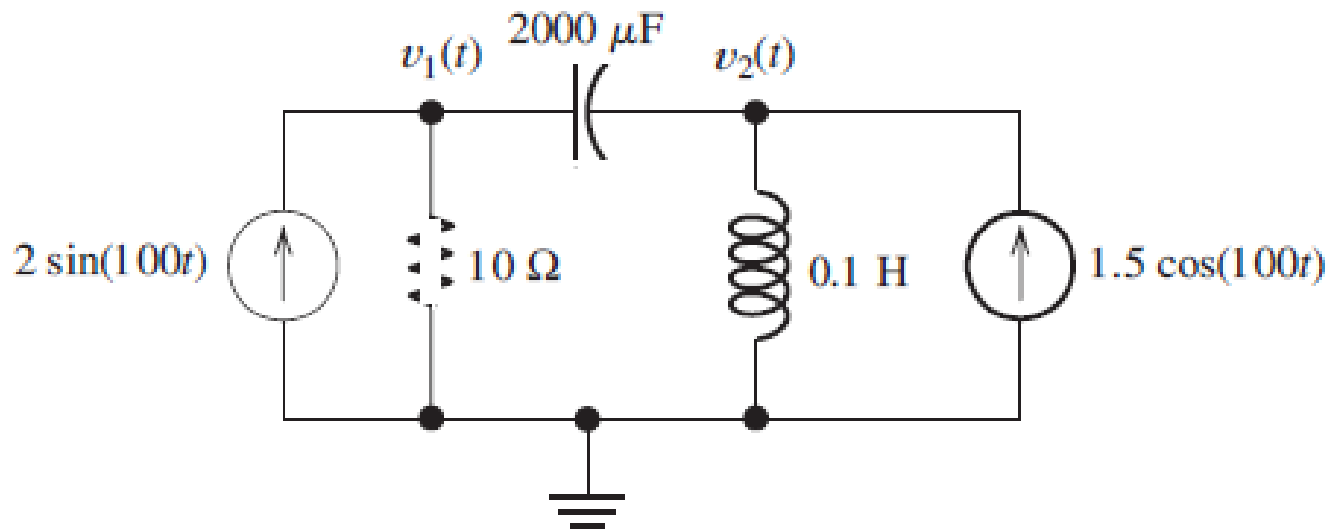 2000 μF
v₁(t)
v₂(t)
2 sin(100t)
10 Ω
0.1 H
1.5 cos(100t)